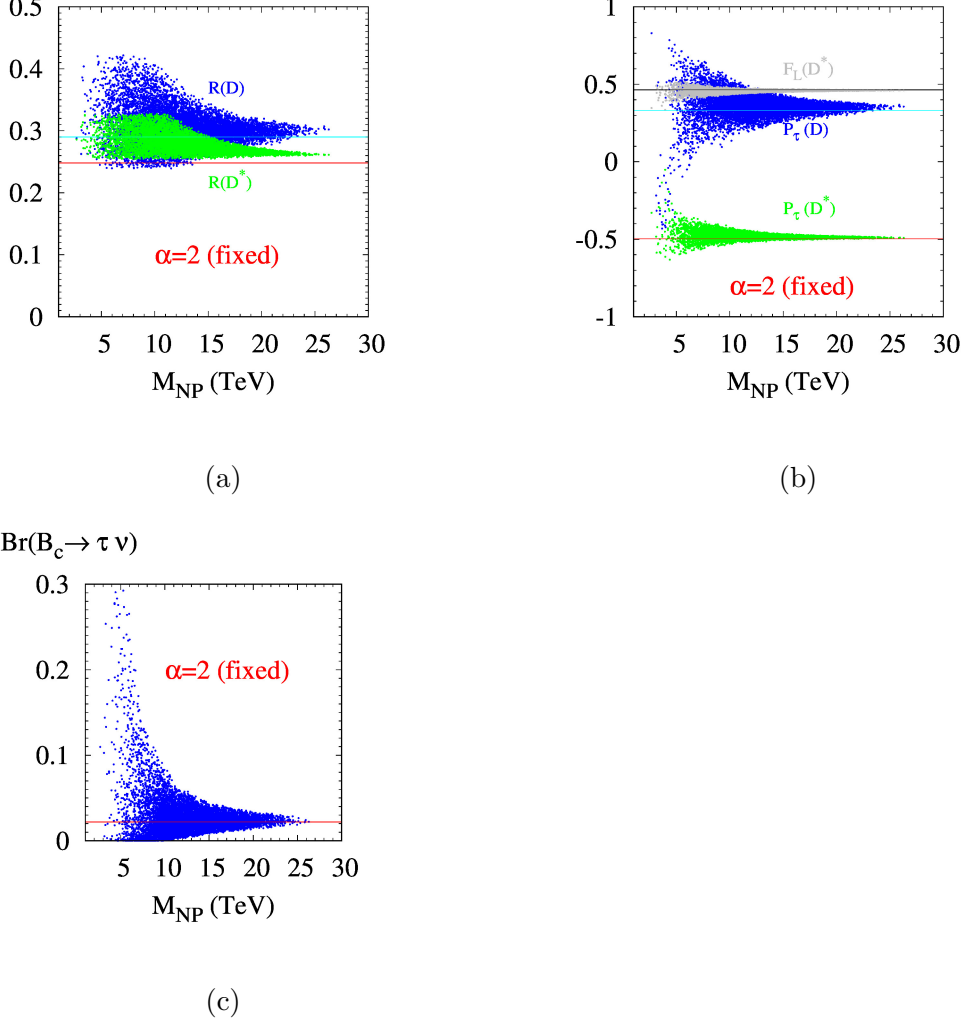 0.5
0.4
0.3
0.2
0.1
0
R(D)
R(D*)
α=2 (fixed)
5 10 15 20 25 30
M_NP (TeV)
(a)
1
0.5
0
-0.5
-1
F_L(D*)
P_τ(D)
P_τ(D*)
α=2 (fixed)
5 10 15 20 25 30
M_NP (TeV)
(b)
Br(B_c→ τ ν)
0.3
0.2
0.1
0
α=2 (fixed)
5 10 15 20 25 30
M_NP (TeV)
(c)